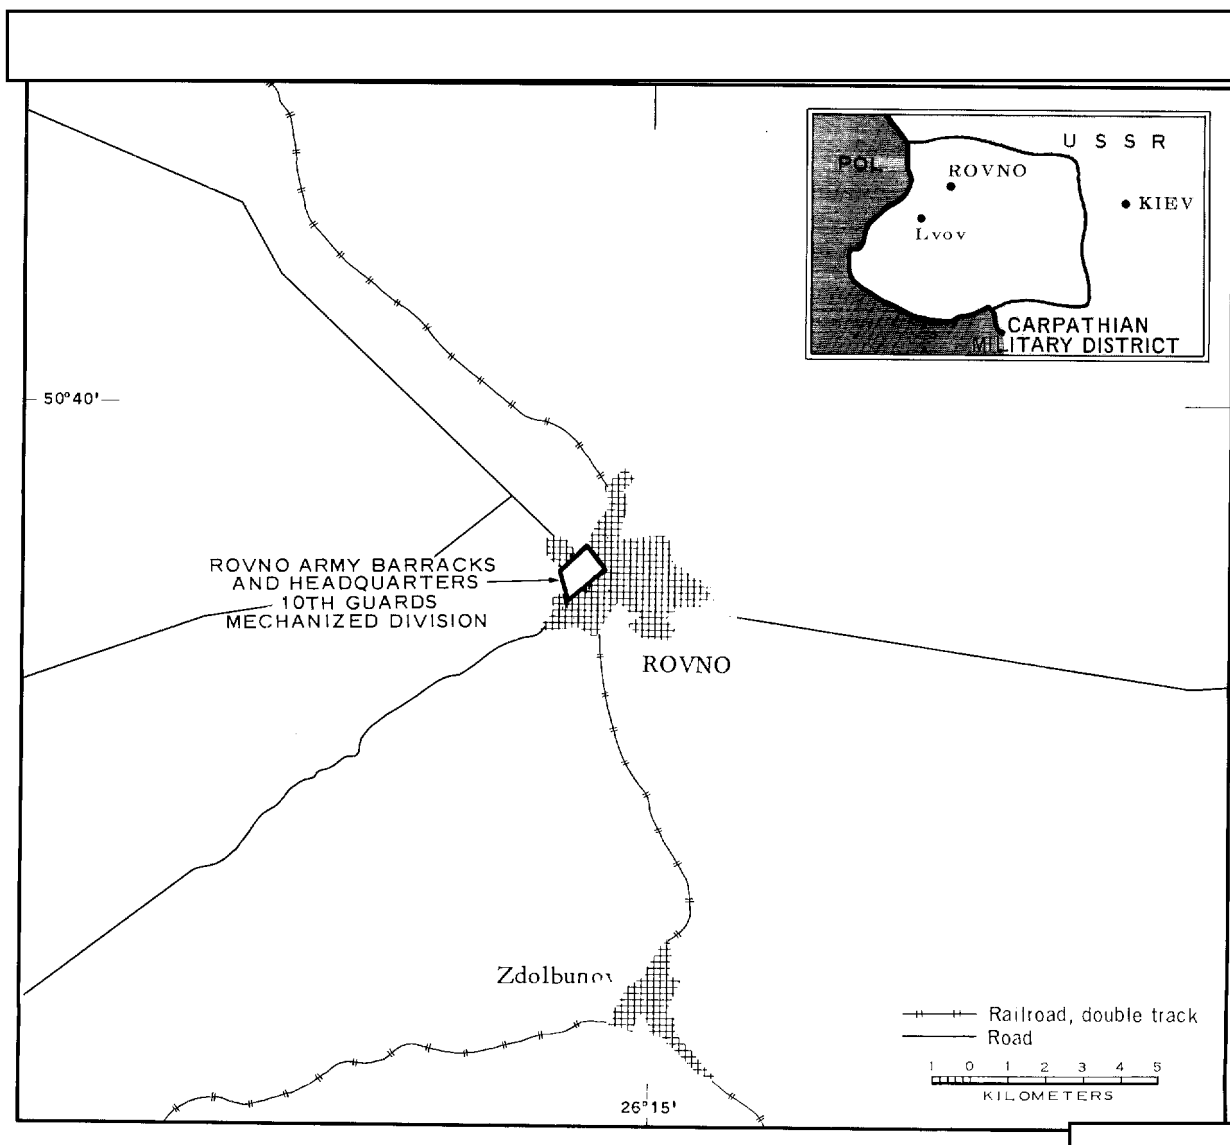 U S S R
POL
ROVNO
KIEV
Lvov
CARPATHIAN
MILITARY DISTRICT
50°40'
ROVNO ARMY BARRACKS
AND HEADQUARTERS
10TH GUARDS
MECHANIZED DIVISION
ROVNO
Zdolbunov
Railroad, double track
Road
1 0 1 2 3 4 5
KILOMETERS
26°15'